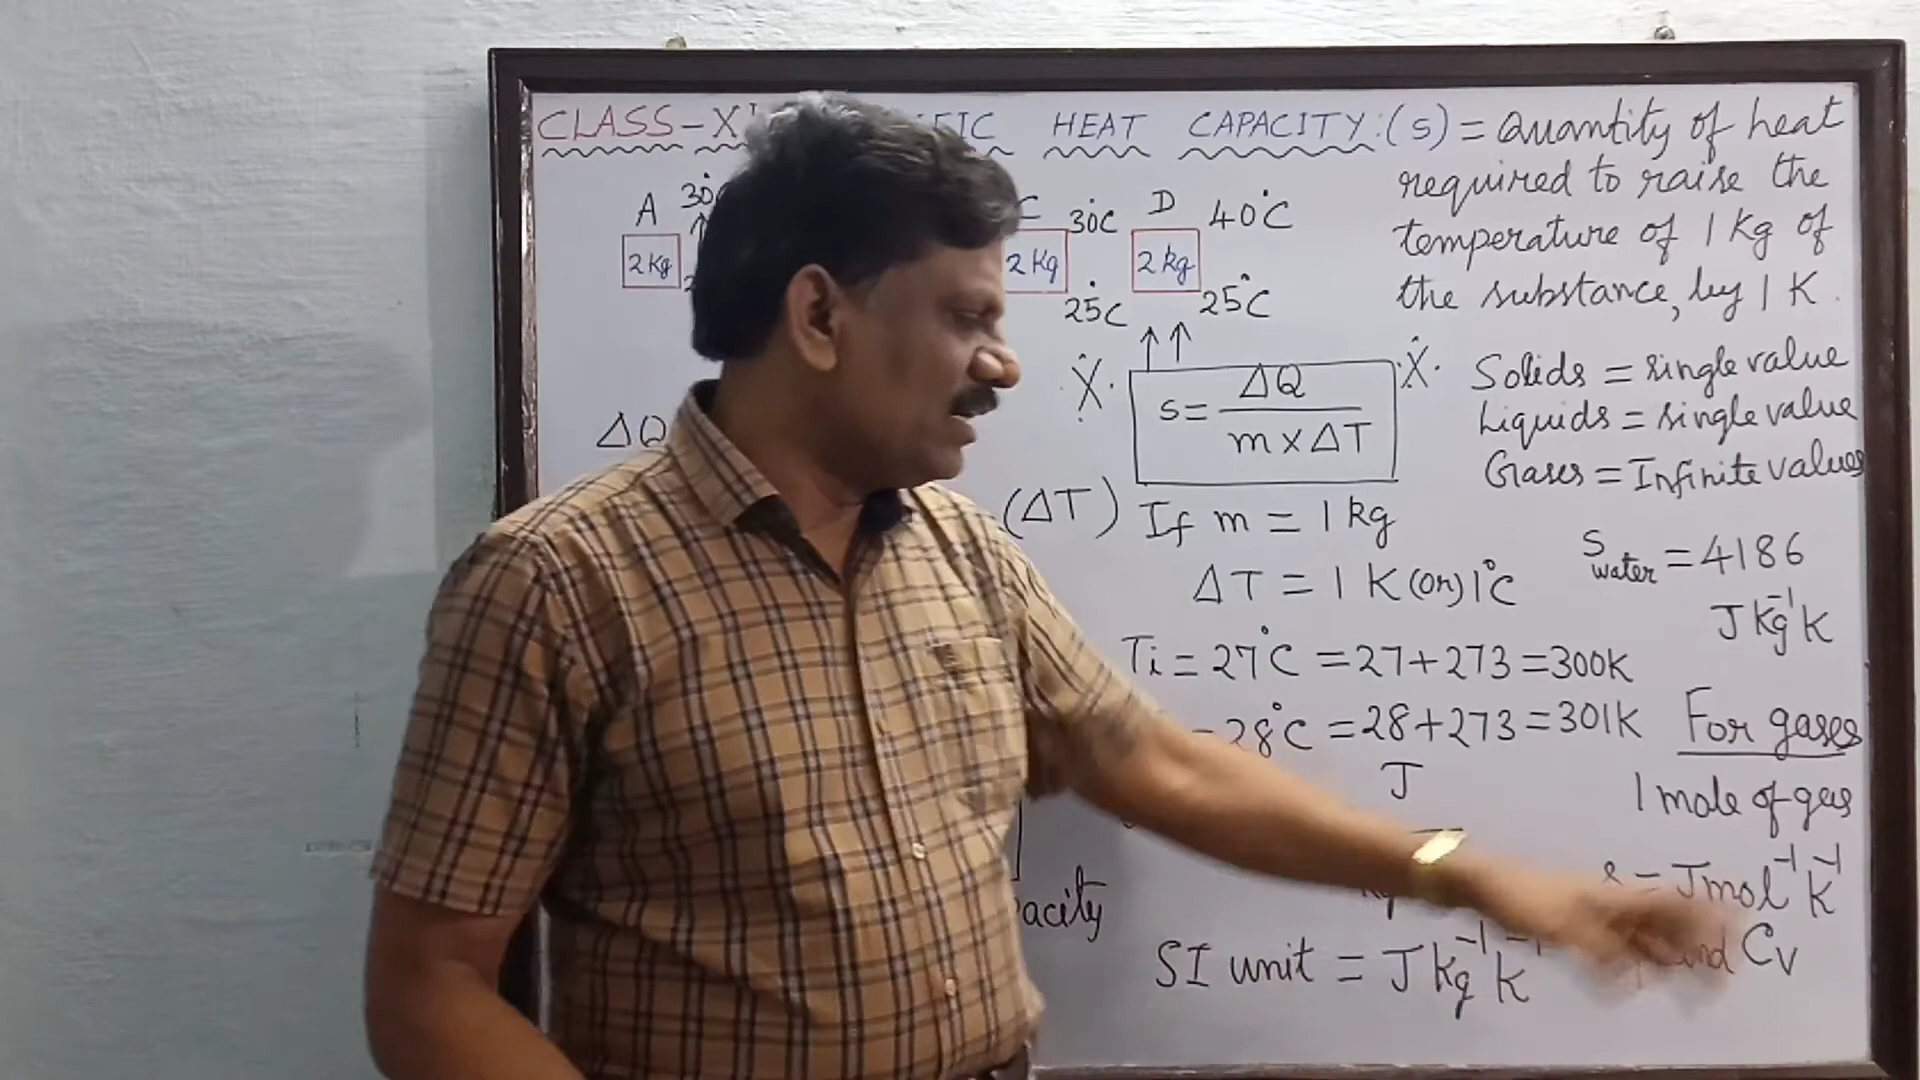 CLASS-XI HEAT CAPACITY: (s) = Quantity of heat
required to raise the
temperature of 1 kg of
the substance, by 1 K.
A 30° C 30°C D 40°C
2 kg 2 kg 2 kg
25°C 25°C
X s = ΔQ / m × ΔT X
ΔQ
(ΔT)
Solids = single value
Liquids = single value
Gases = Infinite values
If m = 1 kg
ΔT = 1 K (or) 1°C
S water = 4186
J kg⁻¹ K
Ti = 27°C = 27+273 = 300K
= 28°C = 28+273 = 301K
J
kg
acity
SI unit = J kg⁻¹ K⁻¹
For gases
1 mole of gas
s = J mol⁻¹ K⁻¹
and Cv